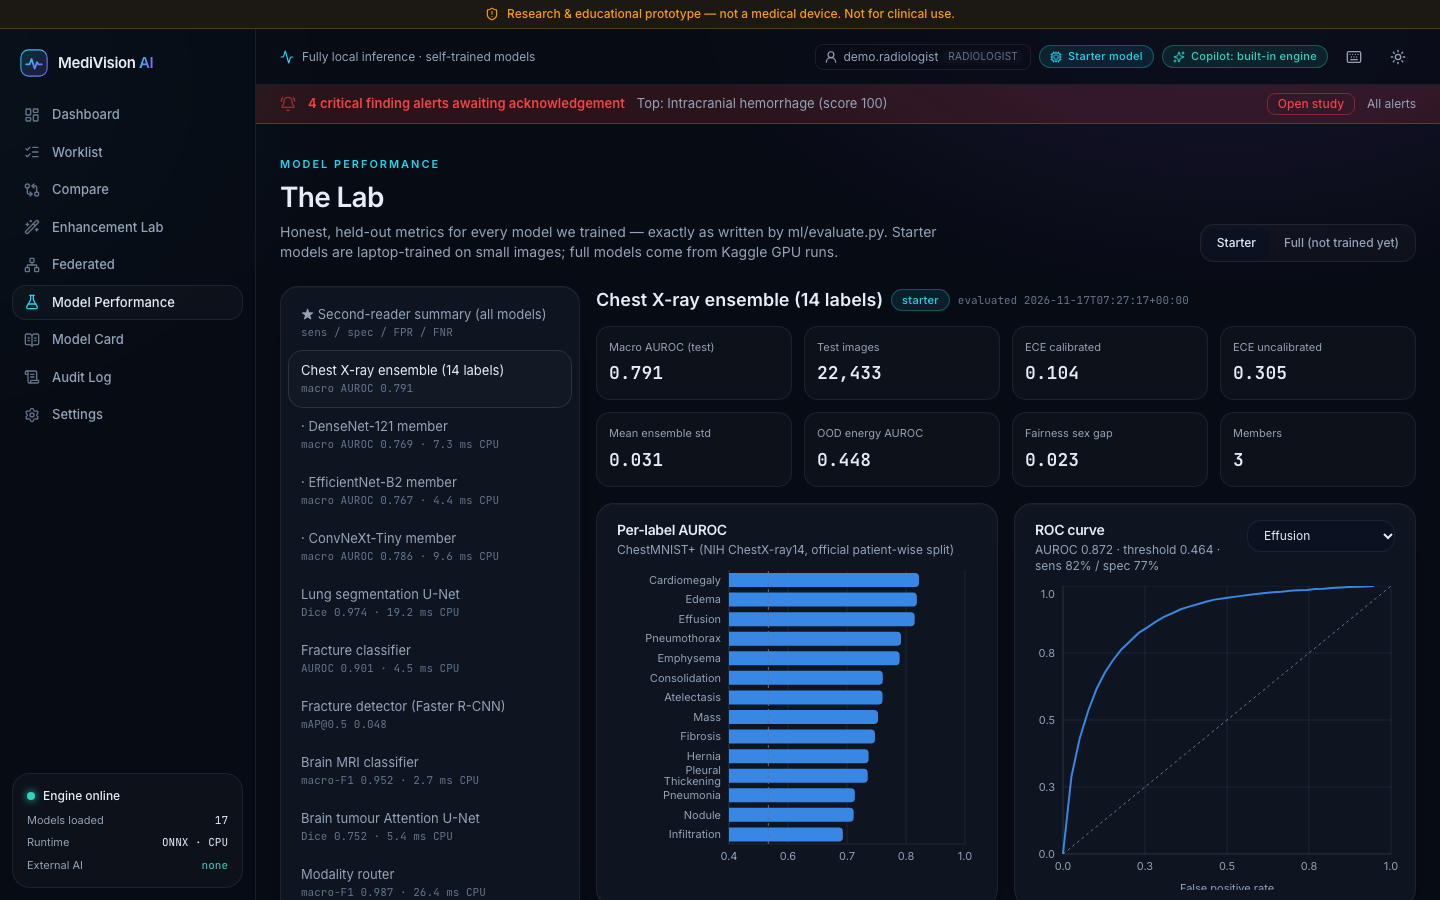 Research & educational prototype — not a medical device. Not for clinical use.
MediVision AI
Dashboard
Worklist
Compare
Enhancement Lab
Federated
Model Performance
Model Card
Audit Log
Settings
Engine online
Models loaded 17
Runtime ONNX · CPU
External AI none
Fully local inference · self-trained models
demo.radiologist RADIOLOGIST
Starter model
Copilot: built-in engine
4 critical finding alerts awaiting acknowledgement Top: Intracranial hemorrhage (score 100)
Open study
All alerts
MODEL PERFORMANCE
The Lab
Honest, held-out metrics for every model we trained — exactly as written by ml/evaluate.py. Starter
models are laptop-trained on small images; full models come from Kaggle GPU runs.
Starter
Full (not trained yet)
★ Second-reader summary (all models)
sens / spec / FPR / FNR
Chest X-ray ensemble (14 labels)
macro AUROC 0.791
· DenseNet-121 member
macro AUROC 0.769 · 7.3 ms CPU
· EfficientNet-B2 member
macro AUROC 0.767 · 4.4 ms CPU
· ConvNeXt-Tiny member
macro AUROC 0.786 · 9.6 ms CPU
Lung segmentation U-Net
Dice 0.974 · 19.2 ms CPU
Fracture classifier
AUROC 0.901 · 4.5 ms CPU
Fracture detector (Faster R-CNN)
mAP@0.5 0.048
Brain MRI classifier
macro-F1 0.952 · 2.7 ms CPU
Brain tumour Attention U-Net
Dice 0.752 · 5.4 ms CPU
Modality router
macro-F1 0.987 · 26.4 ms CPU
Chest X-ray ensemble (14 labels) starter evaluated 2026-11-17T07:27:17+00:00
Macro AUROC (test)
0.791
Test images
22,433
ECE calibrated
0.104
ECE uncalibrated
0.305
Mean ensemble std
0.031
OOD energy AUROC
0.448
Fairness sex gap
0.023
Members
3
Per-label AUROC
ChestMNIST+ (NIH ChestX-ray14, official patient-wise split)
Cardiomegaly
Edema
Effusion
Pneumothorax
Emphysema
Consolidation
Atelectasis
Mass
Fibrosis
Hernia
Pleural
Thickening
Pneumonia
Nodule
Infiltration
0.4 0.6 0.7 0.8 1.0
ROC curve
AUROC 0.872 · threshold 0.464 ·
sens 82% / spec 77%
Effusion
1.0
0.8
0.5
0.3
0.0
0.0 0.3 0.5 0.8 1.0
False positive rate